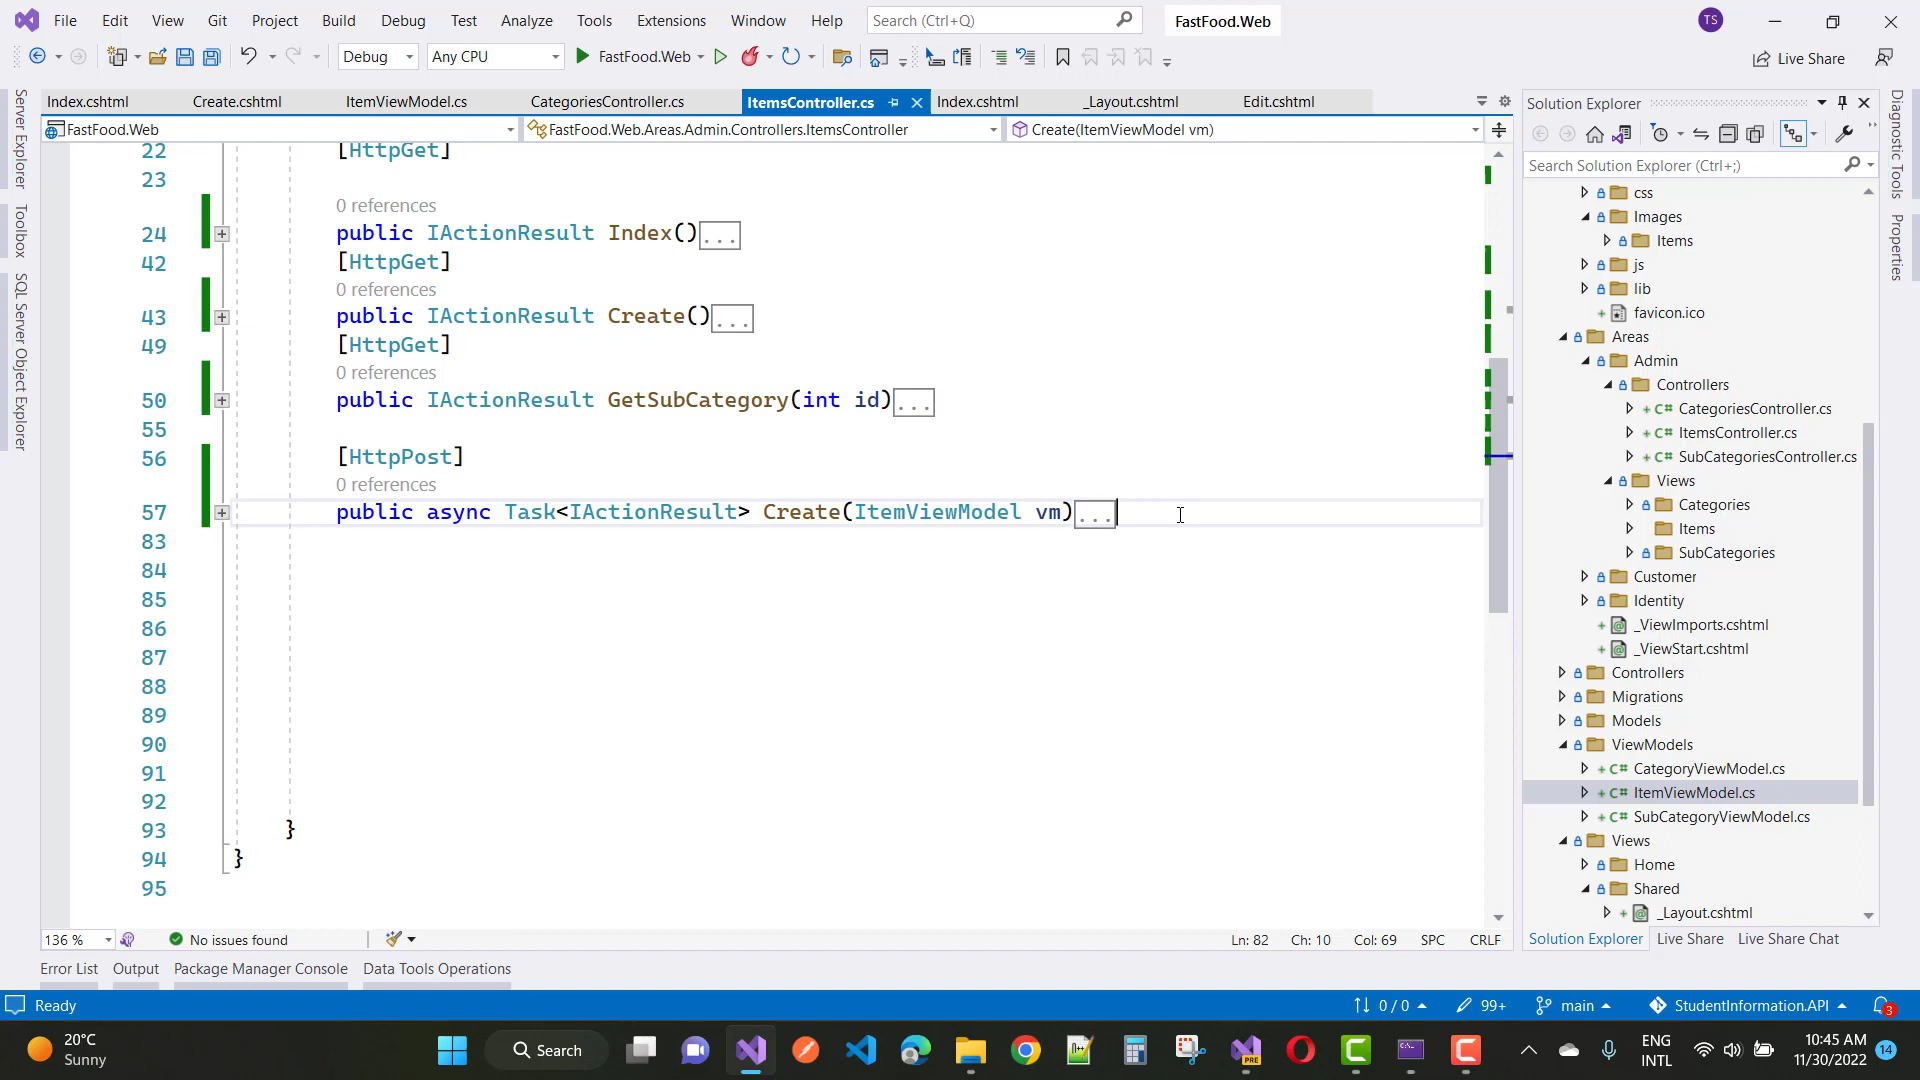 File Edit View Git Project Build Debug Test Analyze Tools Extensions Window Help Search (Ctrl+Q) FastFood.Web TS
Debug Any CPU FastFood.Web Live Share
Index.cshtml Create.cshtml ItemViewModel.cs CategoriesController.cs ItemsController.cs Index.cshtml _Layout.cshtml Edit.cshtml
FastFood.Web FastFood.Web.Areas.Admin.Controllers.ItemsController Create(ItemViewModel vm)
Server Explorer
Toolbox
SQL Server Object Explorer
22 [HttpGet]
23
0 references
24 public IActionResult Index()...
42 [HttpGet]
0 references
43 public IActionResult Create()...
49 [HttpGet]
0 references
50 public IActionResult GetSubCategory(int id)...
55
56 [HttpPost]
0 references
57 public async Task<IActionResult> Create(ItemViewModel vm)...
83
84
85
86
87
88
89
90
91
92
93 }
94 }
95
136 % No issues found Ln: 82 Ch: 10 Col: 69 SPC CRLF
Solution Explorer
Search Solution Explorer (Ctrl+;)
css
Images
Items
js
lib
favicon.ico
Areas
Admin
Controllers
C# CategoriesController.cs
C# ItemsController.cs
C# SubCategoriesController.cs
Views
Categories
Items
SubCategories
Customer
Identity
_ViewImports.cshtml
_ViewStart.cshtml
Controllers
Migrations
Models
ViewModels
C# CategoryViewModel.cs
C# ItemViewModel.cs
C# SubCategoryViewModel.cs
Views
Home
Shared
_Layout.cshtml
Solution Explorer Live Share Live Share Chat
Diagnostic Tools
Properties
Error List Output Package Manager Console Data Tools Operations
Ready 0 / 0 99+ main StudentInformation.API 3
20°C
Sunny
Search
PRE
ENG
INTL
10:45 AM
11/30/2022
14